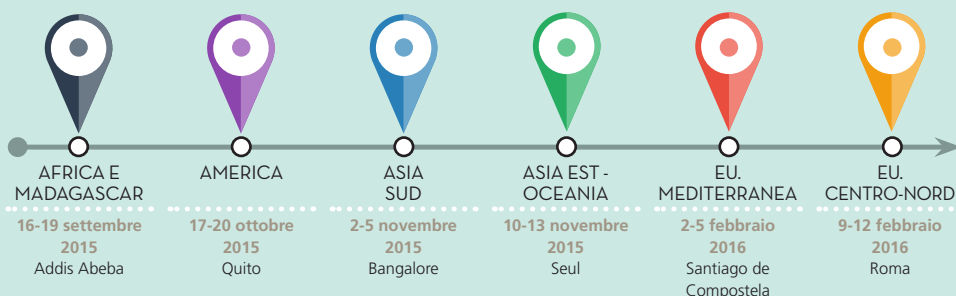 AFRICA E
MADAGASCAR
16-19 settembre
2015
Addis Abeba
AMERICA
17-20 ottobre
2015
Quito
ASIA
SUD
2-5 novembre
2015
Bangalore
ASIA EST -
OCEANIA
10-13 novembre
2015
Seul
EU.
MEDITERRANEA
2-5 febbraio
2016
Santiago de
Compostela
EU.
CENTRO-NORD
9-12 febbraio
2016
Roma